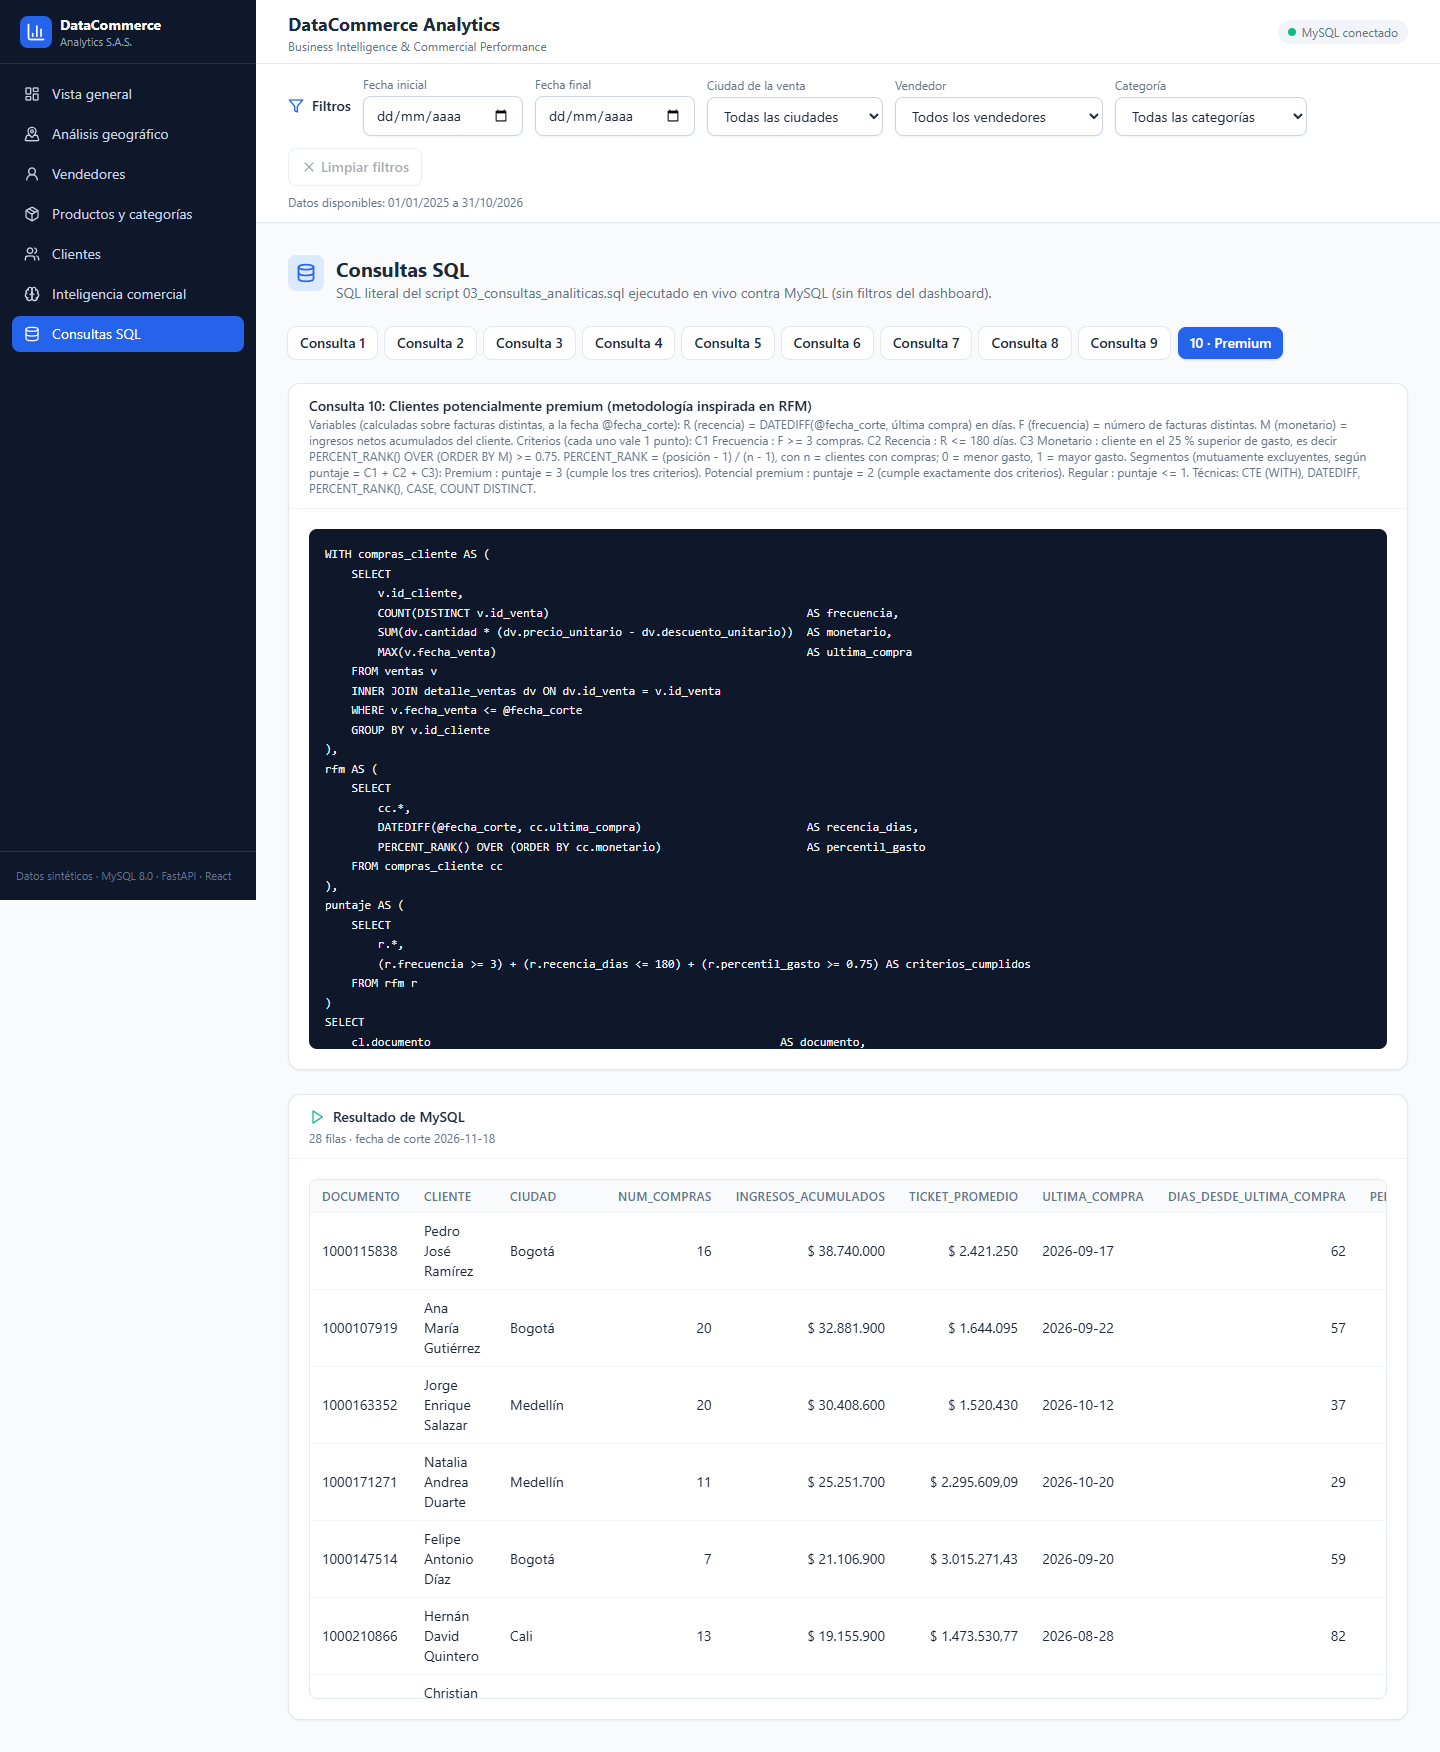 DataCommerce
Analytics S.A.S.
Vista general
Análisis geográfico
Vendedores
Productos y categorías
Clientes
Inteligencia comercial
Consultas SQL
Datos sintéticos · MySQL 8.0 · FastAPI · React
DataCommerce Analytics
Business Intelligence & Commercial Performance
MySQL conectado
Filtros
Fecha inicial
dd/mm/aaaa
Fecha final
dd/mm/aaaa
Ciudad de la venta
Todas las ciudades
Vendedor
Todos los vendedores
Categoría
Todas las categorías
Limpiar filtros
Datos disponibles: 01/01/2025 a 31/10/2026
Consultas SQL
SQL literal del script 03_consultas_analiticas.sql ejecutado en vivo contra MySQL (sin filtros del dashboard).
Consulta 1
Consulta 2
Consulta 3
Consulta 4
Consulta 5
Consulta 6
Consulta 7
Consulta 8
Consulta 9
10 · Premium
Consulta 10: Clientes potencialmente premium (metodología inspirada en RFM)
Variables (calculadas sobre facturas distintas, a la fecha @fecha_corte): R (recencia) = DATEDIFF(@fecha_corte, última compra) en días. F (frecuencia) = número de facturas distintas. M (monetario) =
ingresos netos acumulados del cliente. Criterios (cada uno vale 1 punto): C1 Frecuencia : F >= 3 compras. C2 Recencia : R <= 180 días. C3 Monetario : cliente en el 25 % superior de gasto, es decir
PERCENT_RANK() OVER (ORDER BY M) >= 0.75. PERCENT_RANK = (posición - 1) / (n - 1), con n = clientes con compras; 0 = menor gasto, 1 = mayor gasto. Segmentos (mutuamente excluyentes, según
puntaje = C1 + C2 + C3): Premium : puntaje = 3 (cumple los tres criterios). Potencial premium : puntaje = 2 (cumple exactamente dos criterios). Regular : puntaje <= 1. Técnicas: CTE (WITH), DATEDIFF,
PERCENT_RANK(), CASE, COUNT DISTINCT.
WITH compras_cliente AS (
    SELECT
        v.id_cliente,
        COUNT(DISTINCT v.id_venta)                                       AS frecuencia,
        SUM(dv.cantidad * (dv.precio_unitario - dv.descuento_unitario))  AS monetario,
        MAX(v.fecha_venta)                                               AS ultima_compra
    FROM ventas v
    INNER JOIN detalle_ventas dv ON dv.id_venta = v.id_venta
    WHERE v.fecha_venta <= @fecha_corte
    GROUP BY v.id_cliente
),
rfm AS (
    SELECT
        cc.*,
        DATEDIFF(@fecha_corte, cc.ultima_compra)                         AS recencia_dias,
        PERCENT_RANK() OVER (ORDER BY cc.monetario)                      AS percentil_gasto
    FROM compras_cliente cc
),
puntaje AS (
    SELECT
        r.*,
        (r.frecuencia >= 3) + (r.recencia_dias <= 180) + (r.percentil_gasto >= 0.75) AS criterios_cumplidos
    FROM rfm r
)
SELECT
    cl.documento                                                     AS documento,
Resultado de MySQL
28 filas · fecha de corte 2026-11-18
DOCUMENTO CLIENTE CIUDAD NUM_COMPRAS INGRESOS_ACUMULADOS TICKET_PROMEDIO ULTIMA_COMPRA DIAS_DESDE_ULTIMA_COMPRA
1000115838 Pedro José Ramírez Bogotá 16 $ 38.740.000 $ 2.421.250 2026-09-17 62
1000107919 Ana María Gutiérrez Bogotá 20 $ 32.881.900 $ 1.644.095 2026-09-22 57
1000163352 Jorge Enrique Salazar Medellín 20 $ 30.408.600 $ 1.520.430 2026-10-12 37
1000171271 Natalia Andrea Duarte Medellín 11 $ 25.251.700 $ 2.295.609,09 2026-10-20 29
1000147514 Felipe Antonio Díaz Bogotá 7 $ 21.106.900 $ 3.015.271,43 2026-09-20 59
1000210866 Hernán David Quintero Cali 13 $ 19.155.900 $ 1.473.530,77 2026-08-28 82
Christian